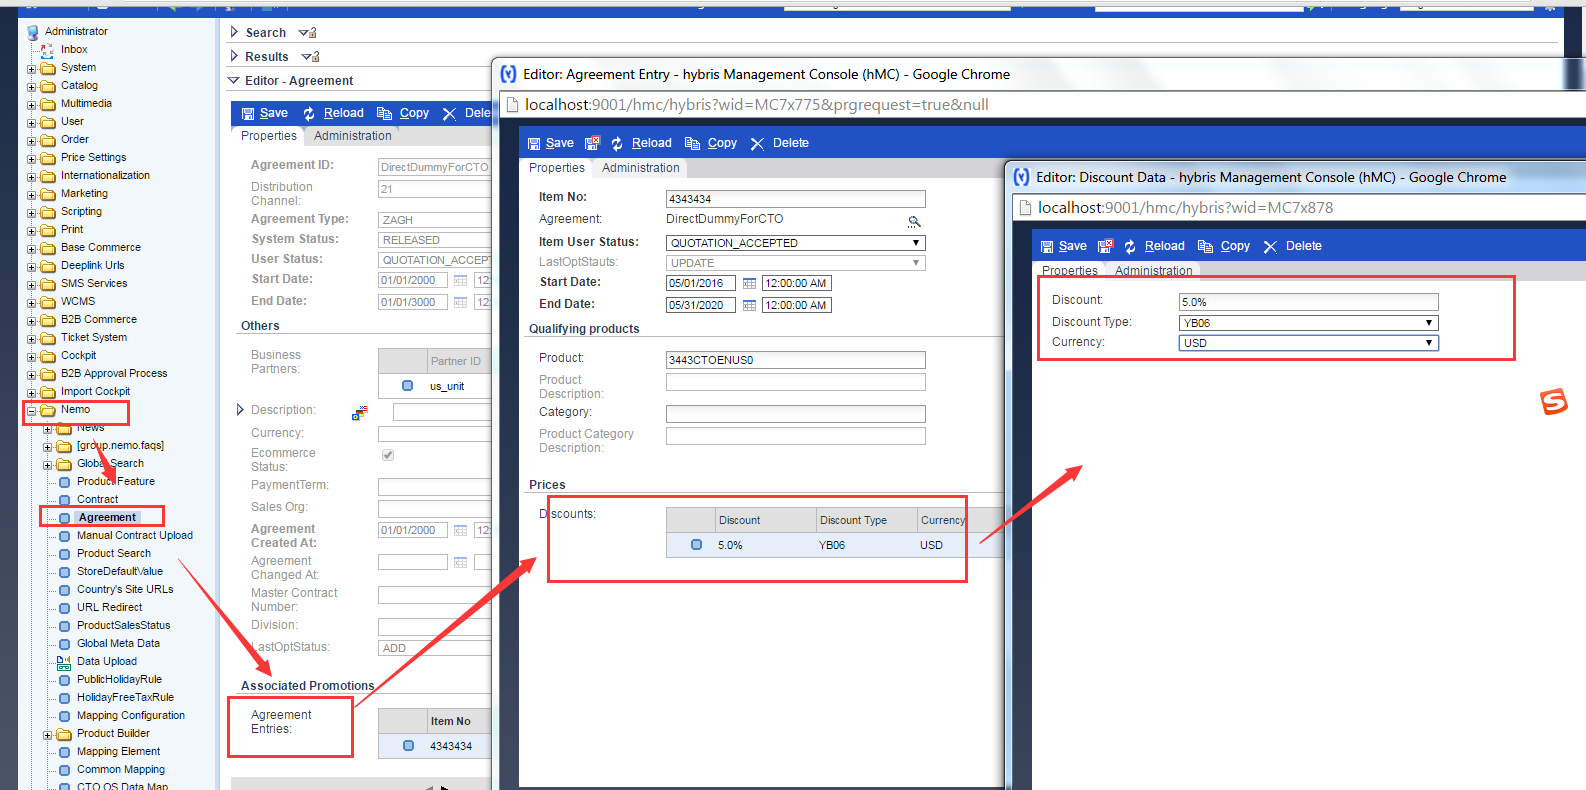 Administrator
Inbox
System
Catalog
Multimedia
User
Order
Price Settings
Internationalization
Marketing
Scripting
Print
Base Commerce
Deeplink Urls
SMS Services
WCMS
B2B Commerce
Ticket System
Cockpit
B2B Approval Process
Import Cockpit
Nemo
News
[group.nemo.faqs]
Global Search
Product Feature
Contract
Agreement
Manual Contract Upload
Product Search
StoreDefaultValue
Country's Site URLs
URL Redirect
ProductSalesStatus
Global Meta Data
Data Upload
PublicHolidayRule
HolidayFreeTaxRule
Mapping Configuration
Product Builder
Mapping Element
Common Mapping
CTO OS Data Map
Search
Results
Editor - Agreement
Save Reload Copy Dele
Properties Administration
Agreement ID: DirectDummyForCTO
Distribution
Channel: 21
Agreement Type: ZAGH
System Status: RELEASED
User Status: QUOTATION_ACCEPT
Start Date: 01/01/2000 12:
End Date: 01/01/3000 12:
Others
Business
Partners:
Partner ID
us_unit
Description:
Currency:
Ecommerce
Status:
PaymentTerm:
Sales Org:
Agreement
Created At: 01/01/2000 12:
Agreement
Changed At:
Master Contract
Number:
Division:
LastOptStatus: ADD
Associated Promotions
Agreement
Entries:
Item No
4343434
Editor: Agreement Entry - hybris Management Console (hMC) - Google Chrome
localhost:9001/hmc/hybris?wid=MC7x775&prgrequest=true&null
Save Reload Copy Delete
Properties Administration
Item No: 4343434
Agreement: DirectDummyForCTO
Item User Status: QUOTATION_ACCEPTED
LastOptStauts: UPDATE
Start Date: 05/01/2016 12:00:00 AM
End Date: 05/31/2020 12:00:00 AM
Qualifying products
Product: 3443CTOENUS0
Product
Description:
Category:
Product Category
Description:
Prices
Discounts:
Discount Discount Type Currency
5.0% YB06 USD
Editor: Discount Data - hybris Management Console (hMC) - Google Chrome
localhost:9001/hmc/hybris?wid=MC7x878
Save Reload Copy Delete
Properties Administration
Discount: 5.0%
Discount Type: YB06
Currency: USD
S